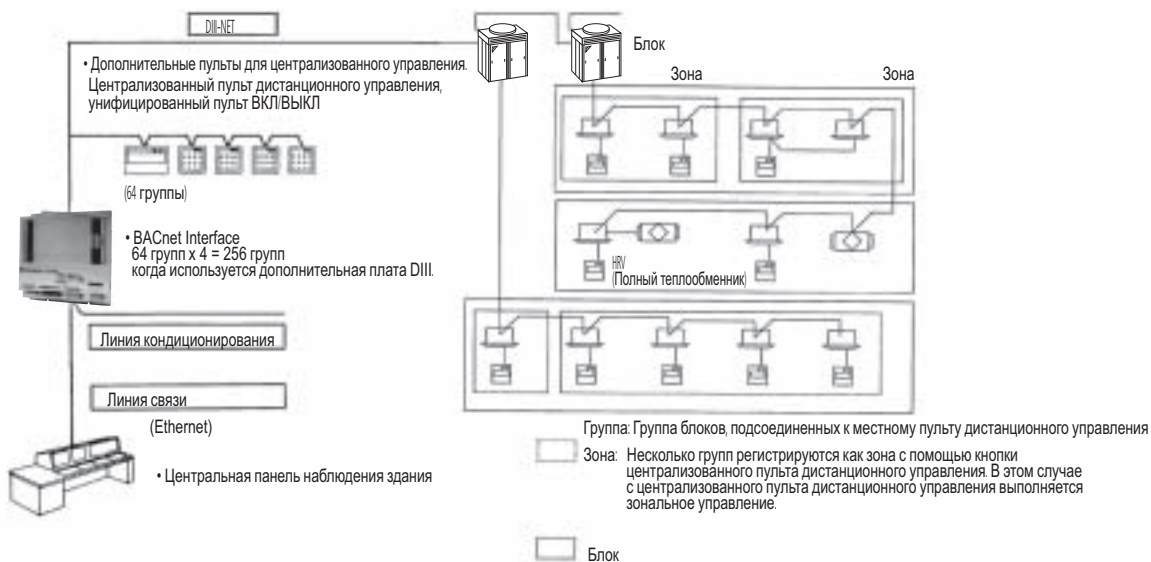 DIII-NET
Блок
• Дополнительные пульты для централизованного управления.
Централизованный пульт дистанционного управления,
унифицированный пульт ВКЛ/ВЫКЛ
Зона
Зона
(64 группы)
• BACnet Interface
64 групп x 4 = 256 групп
когда используется дополнительная плата DIII.
HRV
(Полный теплообменник)
Линия кондиционирования
Линия связи
(Ethernet)
• Центральная панель наблюдения здания
Группа: Группа блоков, подсоединенных к местному пульту дистанционного управления
Зона: Несколько групп регистрируются как зона с помощью кнопки
централизованного пульта дистанционного управления. В этом случае
с централизованного пульта дистанционного управления выполняется
зональное управление.
Блок